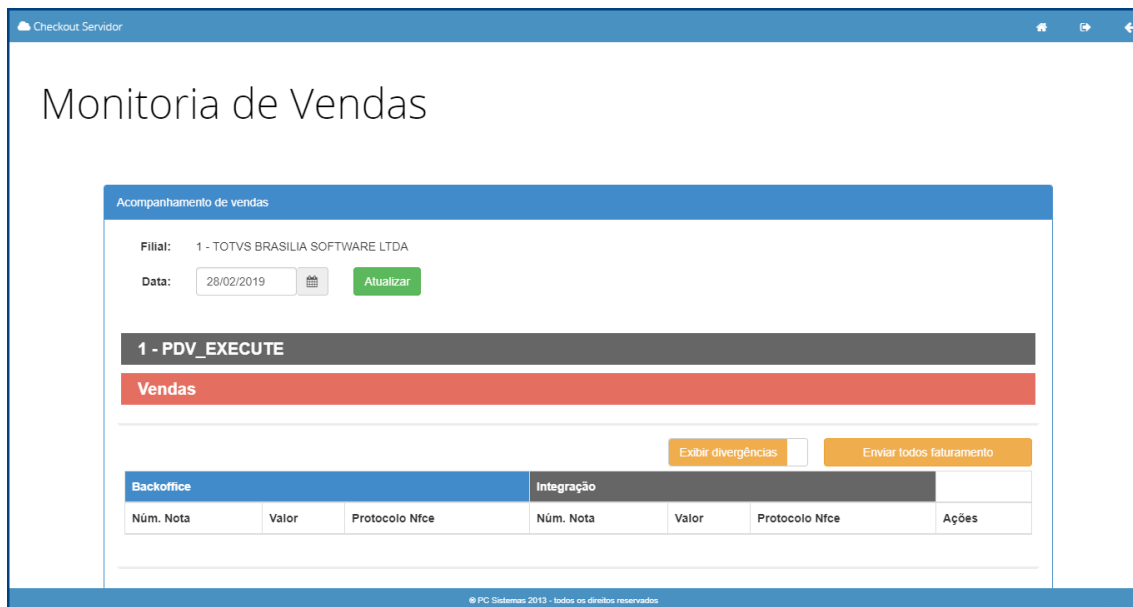 Checkout Servidor
Monitoria de Vendas
Acompanhamento de vendas
Filial: 1 - TOTVS BRASILIA SOFTWARE LTDA
Data: 28/02/2019 Atualizar
1 - PDV_EXECUTE
Vendas
Exibir divergências Enviar todos faturamento
Backoffice Integração
Núm. Nota Valor Protocolo Nfce Núm. Nota Valor Protocolo Nfce Ações
® PC Sistemas 2013 - todos os direitos reservados